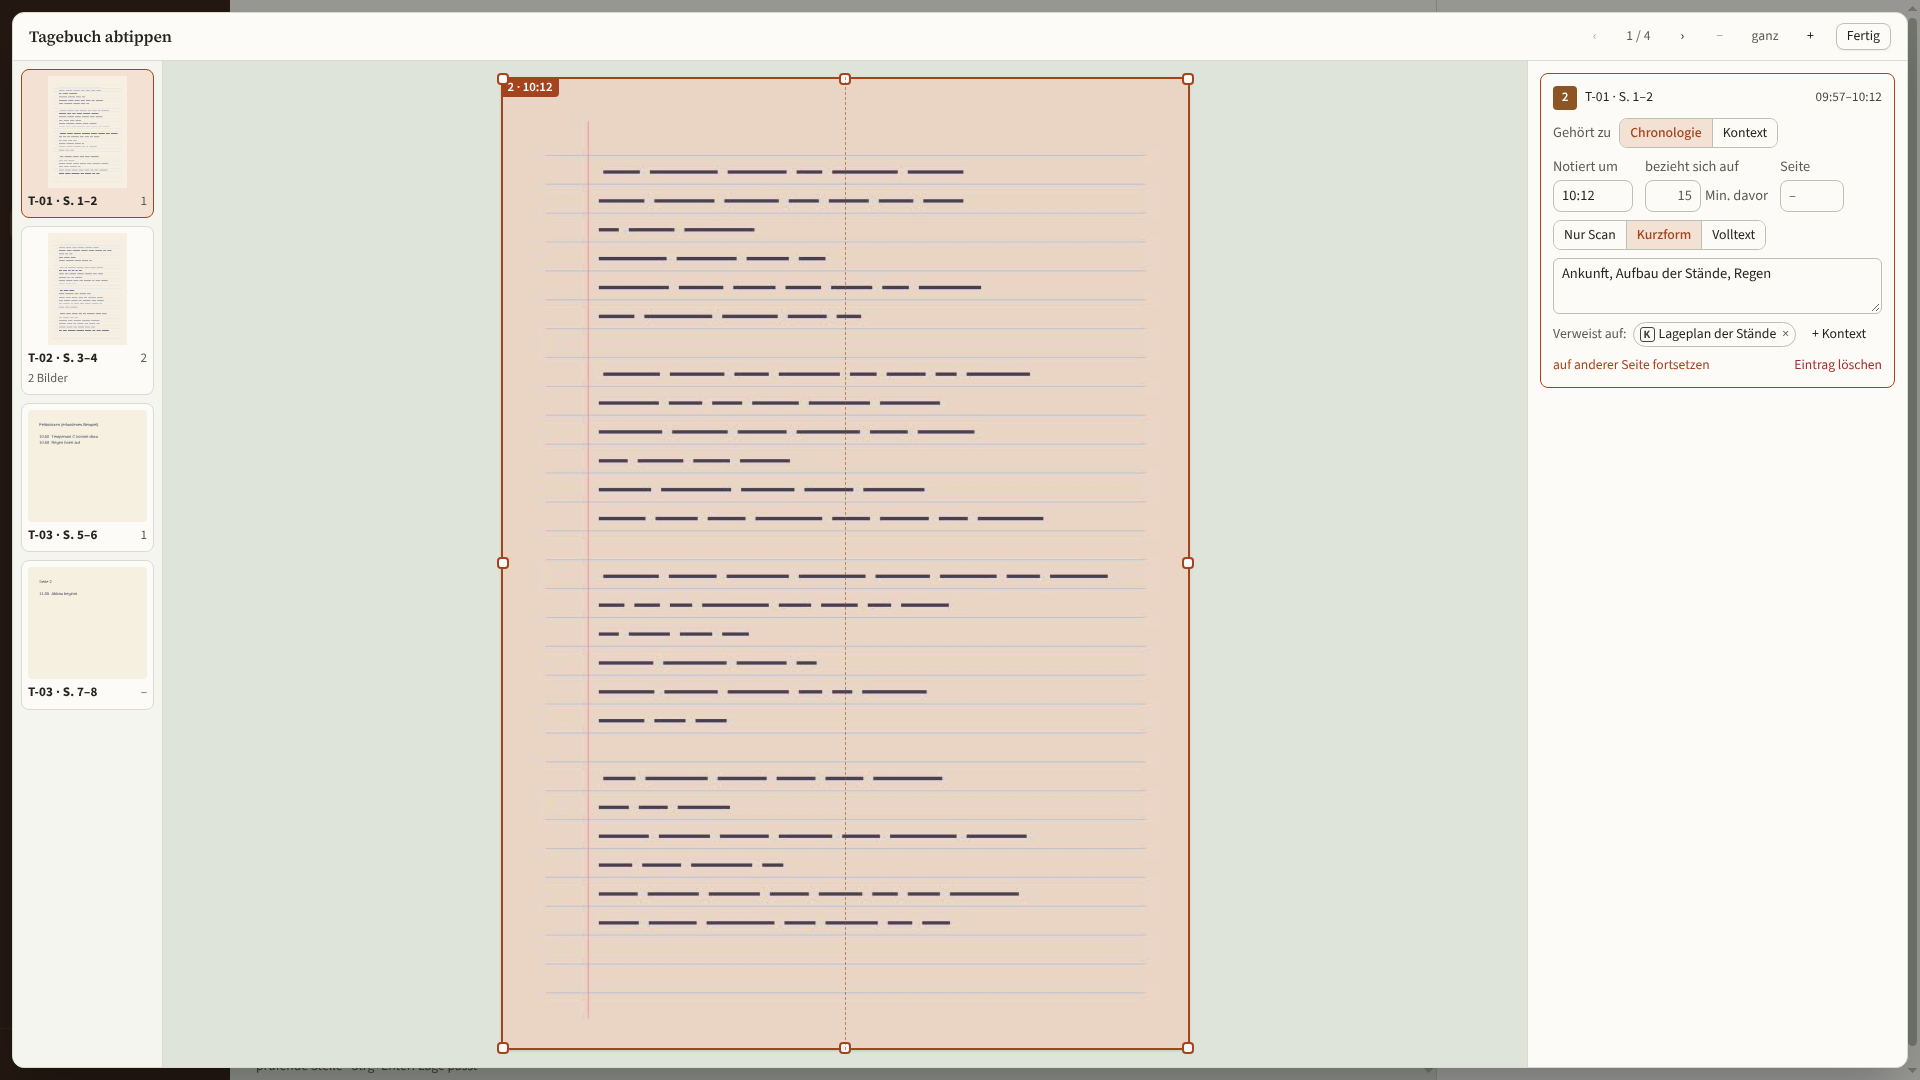 Tagebuch abtippen
‹ 1 / 4 › − ganz + Fertig
T-01 · S. 1–2 1
T-02 · S. 3–4 2
2 Bilder
T-03 · S. 5–6 1
Seite 2
T-03 · S. 7–8 –
2 · 10:12
2 T-01 · S. 1–2 09:57–10:12
Gehört zu Chronologie Kontext
Notiert um bezieht sich auf Seite
10:12 15 Min. davor –
Nur Scan Kurzform Volltext
Ankunft, Aufbau der Stände, Regen
Verweist auf: K Lageplan der Stände × + Kontext
auf anderer Seite fortsetzen Eintrag löschen